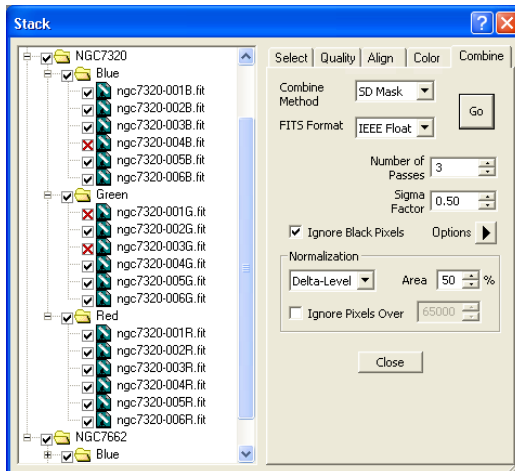 Stack
NGC7320
Blue
ngc7320-001B.fit
ngc7320-002B.fit
ngc7320-003B.fit
ngc7320-004B.fit
ngc7320-005B.fit
ngc7320-006B.fit
Green
ngc7320-001G.fit
ngc7320-002G.fit
ngc7320-003G.fit
ngc7320-004G.fit
ngc7320-005G.fit
ngc7320-006G.fit
Red
ngc7320-001R.fit
ngc7320-002R.fit
ngc7320-003R.fit
ngc7320-004R.fit
ngc7320-005R.fit
ngc7320-006R.fit
NGC7662
Blue
Select Quality Align Color Combine
Combine Method SD Mask
Go
FITS Format IEEE Float
Number of Passes 3
Sigma Factor 0.50
Ignore Black Pixels Options
Normalization
Delta-Level Area 50 %
Ignore Pixels Over 65000
Close